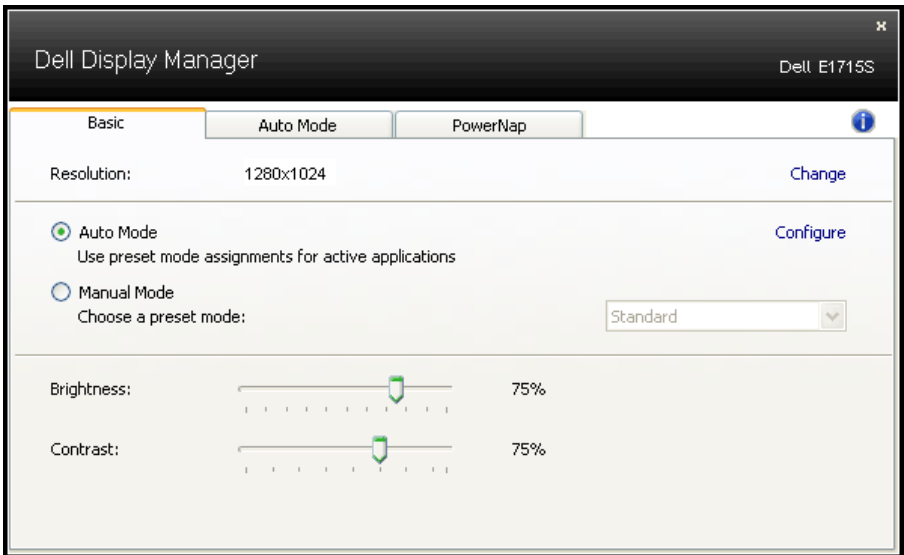 x
Dell Display Manager
Dell E1715S
Basic
Auto Mode
PowerNap
i
Resolution:
1280x1024
Change
Auto Mode
Configure
Use preset mode assignments for active applications
Manual Mode
Choose a preset mode:
Standard
Brightness:
75%
Contrast:
75%